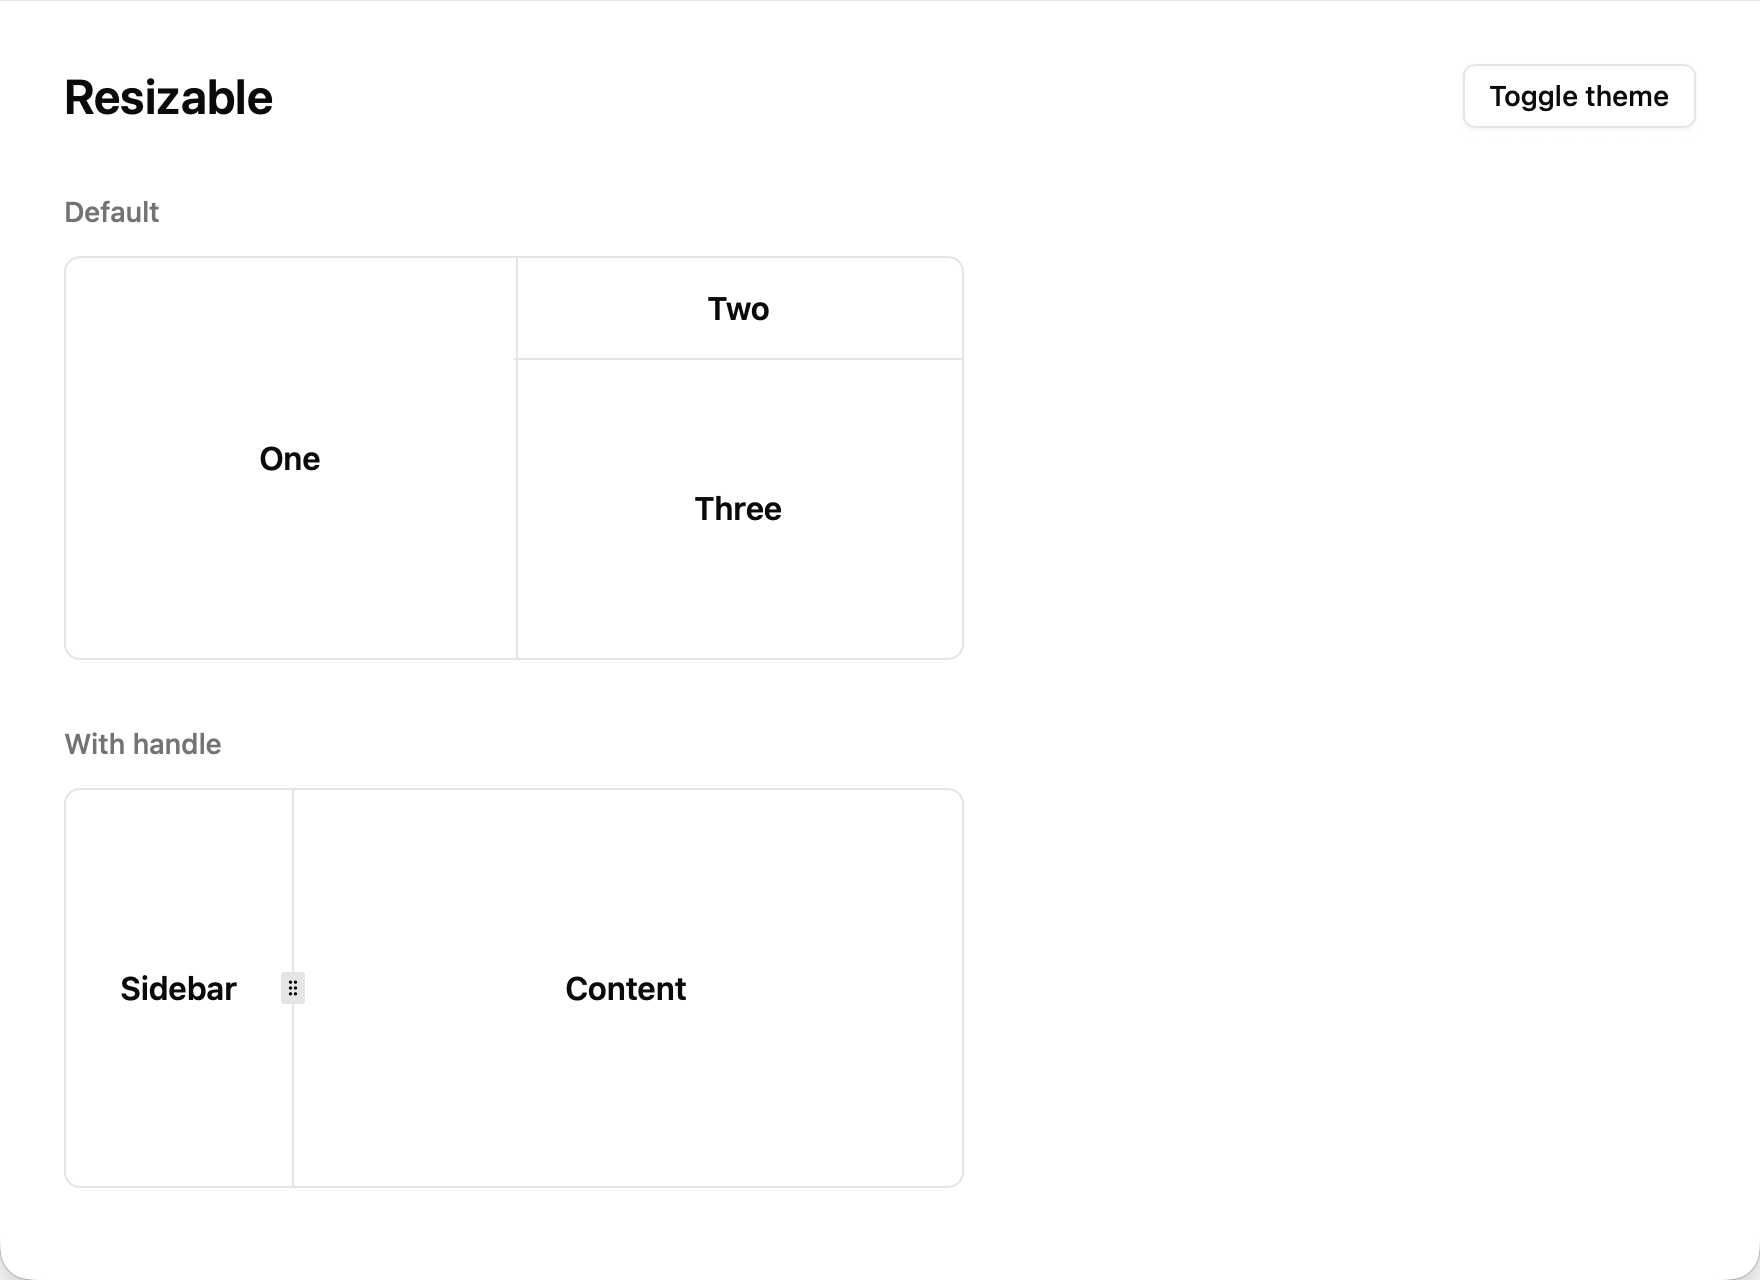 Resizable
Toggle theme
Default
One
Two
Three
With handle
Sidebar
Content